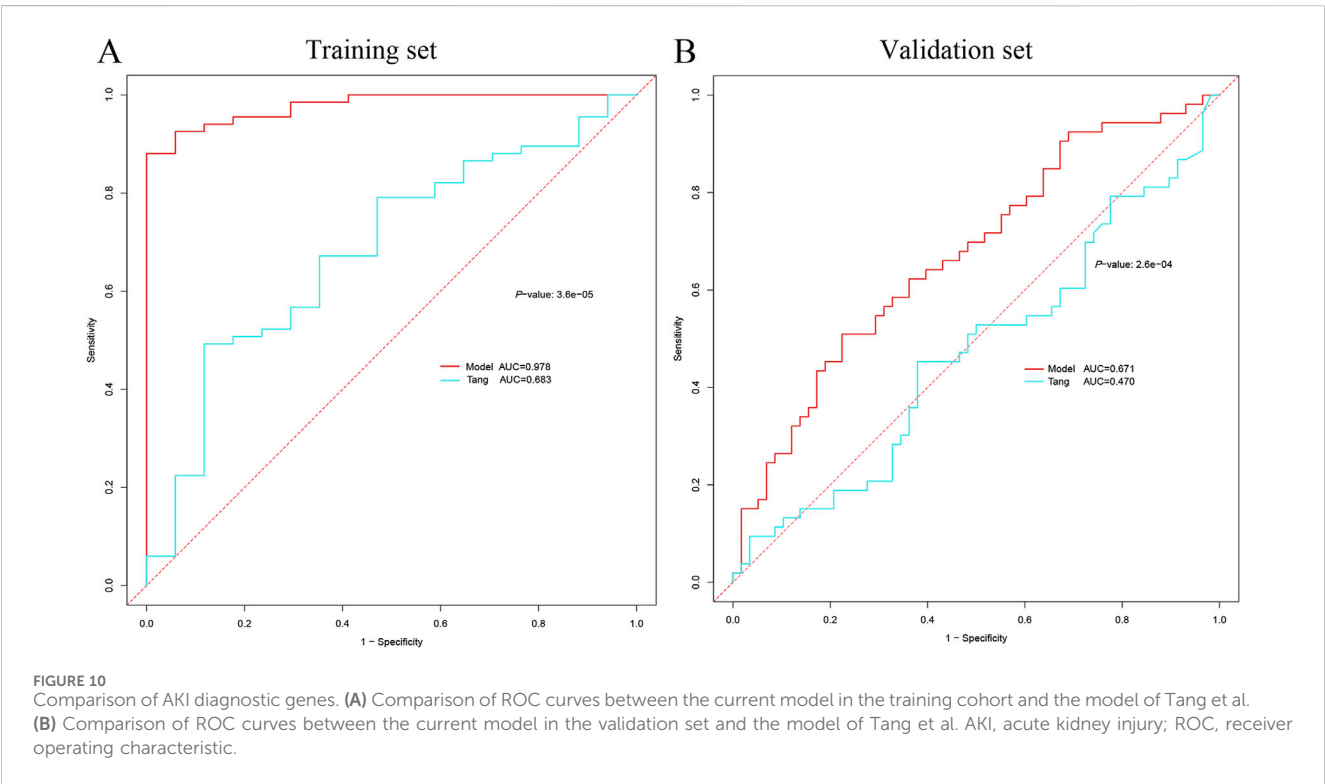 A Training set
1.0
0.8
0.6
0.4
0.2
0.0
Sensitivity
P-value: 3.6e-05
Model AUC=0.978
Tang AUC=0.683
0.0 0.2 0.4 0.6 0.8 1.0
1 - Specificity
B Validation set
1.0
0.8
0.6
0.4
0.2
0.0
Sensitivity
P-value: 2.6e-04
Model AUC=0.671
Tang AUC=0.470
0.0 0.2 0.4 0.6 0.8 1.0
1 - Specificity
FIGURE 10
Comparison of AKI diagnostic genes. (A) Comparison of ROC curves between the current model in the training cohort and the model of Tang et al.
(B) Comparison of ROC curves between the current model in the validation set and the model of Tang et al. AKI, acute kidney injury; ROC, receiver
operating characteristic.